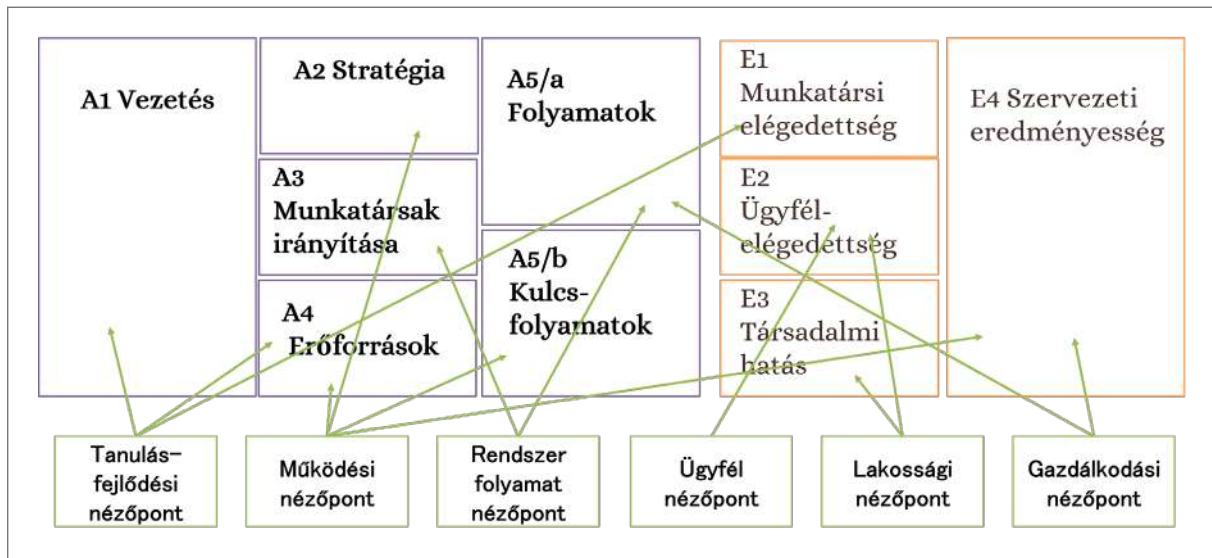 A1 Vezetés
A2 Stratégia
A3
Munkatársak
irányítása
A4
Erőforrások
A5/a
Folyamatok
A5/b
Kulcs-
folyamatok
E1
Munkatársi
elégedettség
E2
Ügyfél-
elégedettség
E3
Társadalmi
hatás
E4 Szervezeti
eredményesség
Tanulás-
fejlődési
nézőpont
Működési
nézőpont
Rendszer
folyamat
nézőpont
Ügyfél
nézőpont
Lakossági
nézőpont
Gazdálkodási
nézőpont